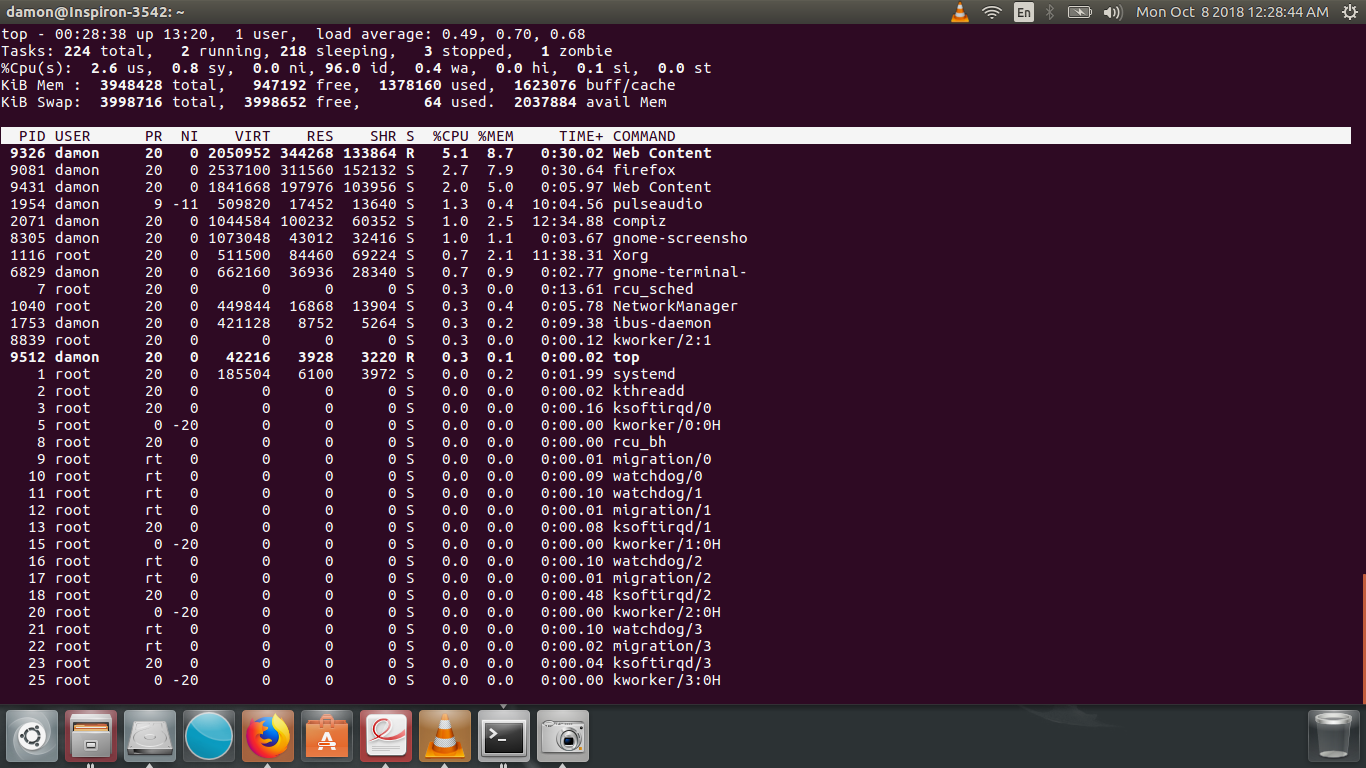 damon@Inspiron-3542: ~ En Mon Oct 8 2018 12:28:44 AM
top - 00:28:38 up 13:20,  1 user,  load average: 0.49, 0.70, 0.68
Tasks: 224 total,   2 running, 218 sleeping,   3 stopped,   1 zombie
%Cpu(s):  2.6 us,  0.8 sy,  0.0 ni, 96.0 id,  0.4 wa,  0.0 hi,  0.1 si,  0.0 st
KiB Mem :  3948428 total,   947192 free,  1378160 used,  1623076 buff/cache
KiB Swap:  3998716 total,  3998652 free,       64 used.  2037884 avail Mem
PID USER      PR  NI    VIRT    RES    SHR S  %CPU %MEM     TIME+ COMMAND
9326 damon     20   0 2050952 344268 133864 R   5.1  8.7   0:30.02 Web Content
9081 damon     20   0 2537100 311560 152132 S   2.7  7.9   0:30.64 firefox
9431 damon     20   0 1841668 197976 103956 S   2.0  5.0   0:05.97 Web Content
1954 damon      9 -11  509820  17452  13640 S   1.3  0.4  10:04.56 pulseaudio
2071 damon     20   0 1044584 100232  60352 S   1.0  2.5  12:34.88 compiz
8305 damon     20   0 1073048  43012  32416 S   1.0  1.1   0:03.67 gnome-screensho
1116 root      20   0  511500  84460  69224 S   0.7  2.1  11:38.31 Xorg
6829 damon     20   0  662160  36936  28340 S   0.7  0.9   0:02.77 gnome-terminal-
7 root      20   0       0      0      0 S   0.3  0.0   0:13.61 rcu_sched
1040 root      20   0  449844  16868  13904 S   0.3  0.4   0:05.78 NetworkManager
1753 damon     20   0  421128   8752   5264 S   0.3  0.2   0:09.38 ibus-daemon
8839 root      20   0       0      0      0 S   0.3  0.0   0:00.12 kworker/2:1
9512 damon     20   0   42216   3928   3220 R   0.3  0.1   0:00.02 top
1 root      20   0  185504   6100   3972 S   0.0  0.2   0:01.99 systemd
2 root      20   0       0      0      0 S   0.0  0.0   0:00.02 kthreadd
3 root      20   0       0      0      0 S   0.0  0.0   0:00.16 ksoftirqd/0
5 root       0 -20       0      0      0 S   0.0  0.0   0:00.00 kworker/0:0H
8 root      20   0       0      0      0 S   0.0  0.0   0:00.00 rcu_bh
9 root      rt   0       0      0      0 S   0.0  0.0   0:00.01 migration/0
10 root      rt   0       0      0      0 S   0.0  0.0   0:00.09 watchdog/0
11 root      rt   0       0      0      0 S   0.0  0.0   0:00.10 watchdog/1
12 root      rt   0       0      0      0 S   0.0  0.0   0:00.01 migration/1
13 root      20   0       0      0      0 S   0.0  0.0   0:00.08 ksoftirqd/1
15 root       0 -20       0      0      0 S   0.0  0.0   0:00.00 kworker/1:0H
16 root      rt   0       0      0      0 S   0.0  0.0   0:00.10 watchdog/2
17 root      rt   0       0      0      0 S   0.0  0.0   0:00.01 migration/2
18 root      20   0       0      0      0 S   0.0  0.0   0:00.48 ksoftirqd/2
20 root       0 -20       0      0      0 S   0.0  0.0   0:00.00 kworker/2:0H
21 root      rt   0       0      0      0 S   0.0  0.0   0:00.10 watchdog/3
22 root      rt   0       0      0      0 S   0.0  0.0   0:00.02 migration/3
23 root      20   0       0      0      0 S   0.0  0.0   0:00.04 ksoftirqd/3
25 root       0 -20       0      0      0 S   0.0  0.0   0:00.00 kworker/3:0H